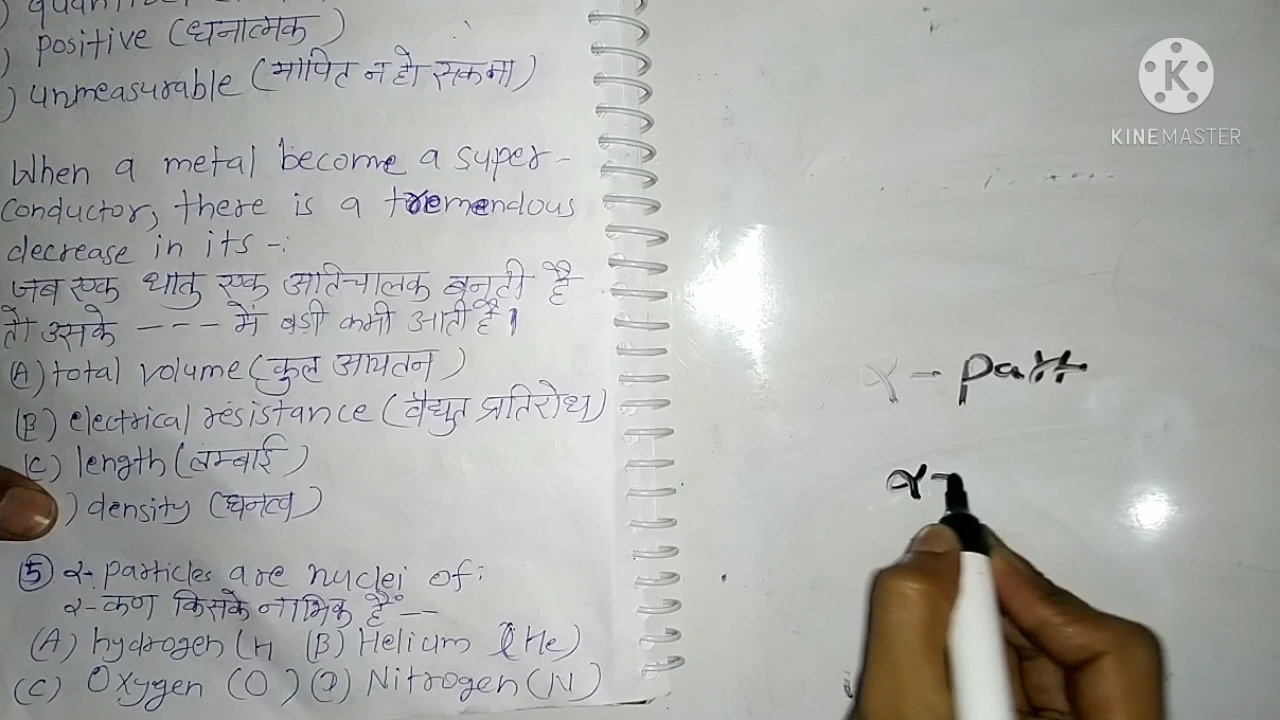 positive (धनात्मक)
unmeasurable (मापित न हो सकना)
When a metal become a super-
conductor, there is a tremendous
decrease in its -:
जब एक धातु एक अतिचालक बनती है
तो उसके ---- में बड़ी कमी आती है।
(A) total volume (कुल आयतन)
(B) electrical resistance (वैद्युत प्रतिरोध)
(C) length (लम्बाई)
) density (घनत्व)
(5) α-particles are nuclei of:
α-कण किसके नाभिक हैं --
(A) hydrogen (H (B) Helium (He)
(C) Oxygen (O) (D) Nitrogen (N)
K
KINEMASTER
α - part
α -